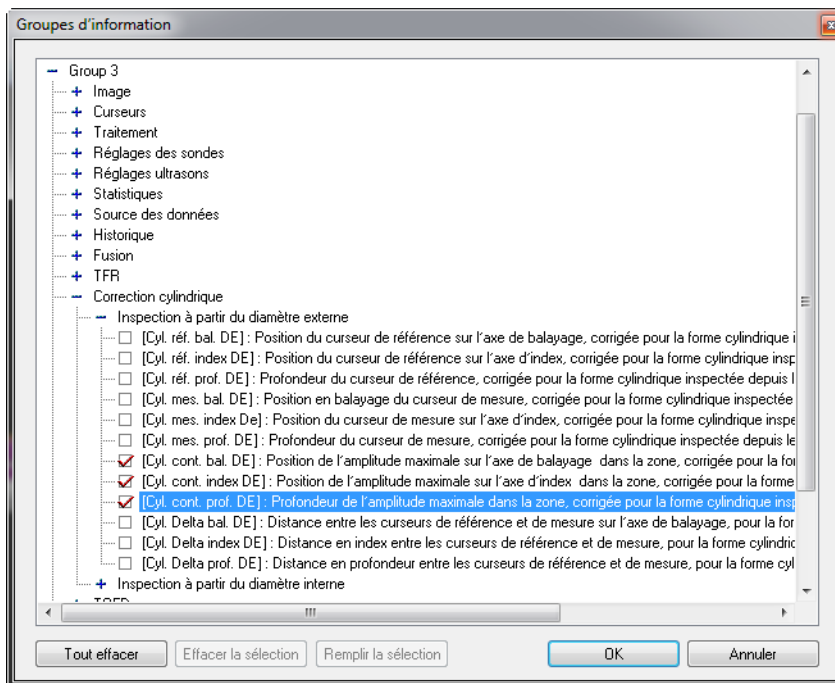 Groupes d'information
Group 3
Image
Curseurs
Traitement
Réglages des sondes
Réglages ultrasons
Statistiques
Source des données
Historique
Fusion
TFR
Correction cylindrique
Inspection à partir du diamètre externe
[Cyl. réf. bal. DE] : Position du curseur de référence sur l'axe de balayage, corrigée pour la forme cylindrique
[Cyl. réf. index DE] : Position du curseur de référence sur l'axe d'index, corrigée pour la forme cylindrique
[Cyl. réf. prof. DE] : Profondeur du curseur de référence, corrigée pour la forme cylindrique inspectée depuis
[Cyl. mes. bal. DE] : Position en balayage du curseur de mesure, corrigée pour la forme cylindrique inspectée
[Cyl. mes. index De] : Position du curseur de mesure sur l'axe d'index, corrigée pour la forme cylindrique
[Cyl. mes. prof. DE] : Profondeur du curseur de mesure, corrigée pour la forme cylindrique inspectée depuis le
[Cyl. cont. bal. DE] : Position de l'amplitude maximale sur l'axe de balayage dans la zone, corrigée pour la
[Cyl. cont. index DE] : Position de l'amplitude maximale sur l'axe d'index dans la zone, corrigée pour la forme
[Cyl. cont. prof. DE] : Profondeur de l'amplitude maximale dans la zone, corrigée pour la forme cylindrique
[Cyl. Delta bal. DE] : Distance entre les curseurs de référence et de mesure sur l'axe de balayage, pour la
[Cyl. Delta index DE] : Distance en index entre les curseurs de référence et de mesure, pour la forme
[Cyl. Delta prof. DE] : Distance en profondeur entre les curseurs de référence et de mesure, pour la forme
Inspection à partir du diamètre interne
Tout effacer
Effacer la sélection
Remplir la sélection
OK
Annuler